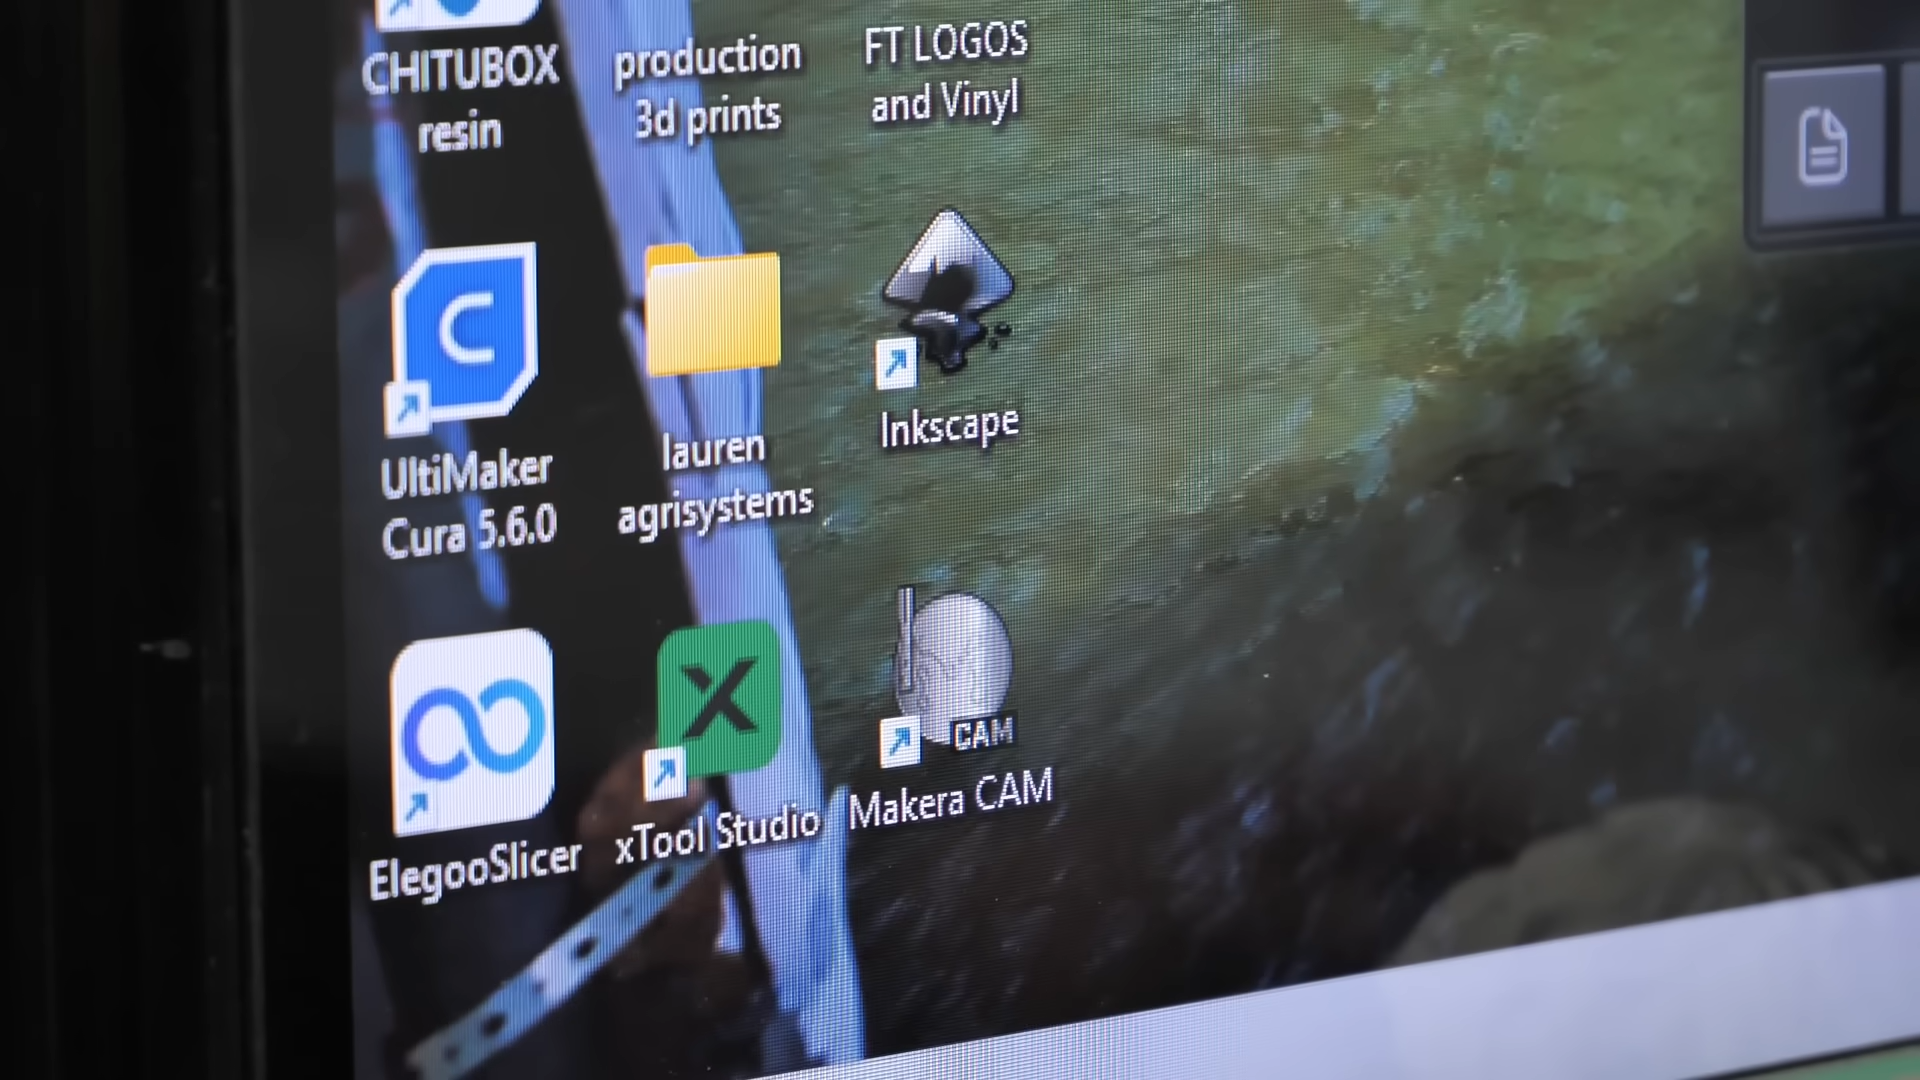 CHITUBOX
resin
production
3d prints
FT LOGOS
and Vinyl
UltiMaker
Cura 5.6.0
lauren
agrisystems
Inkscape
ElegooSlicer
xTool Studio
CAM
Makera CAM